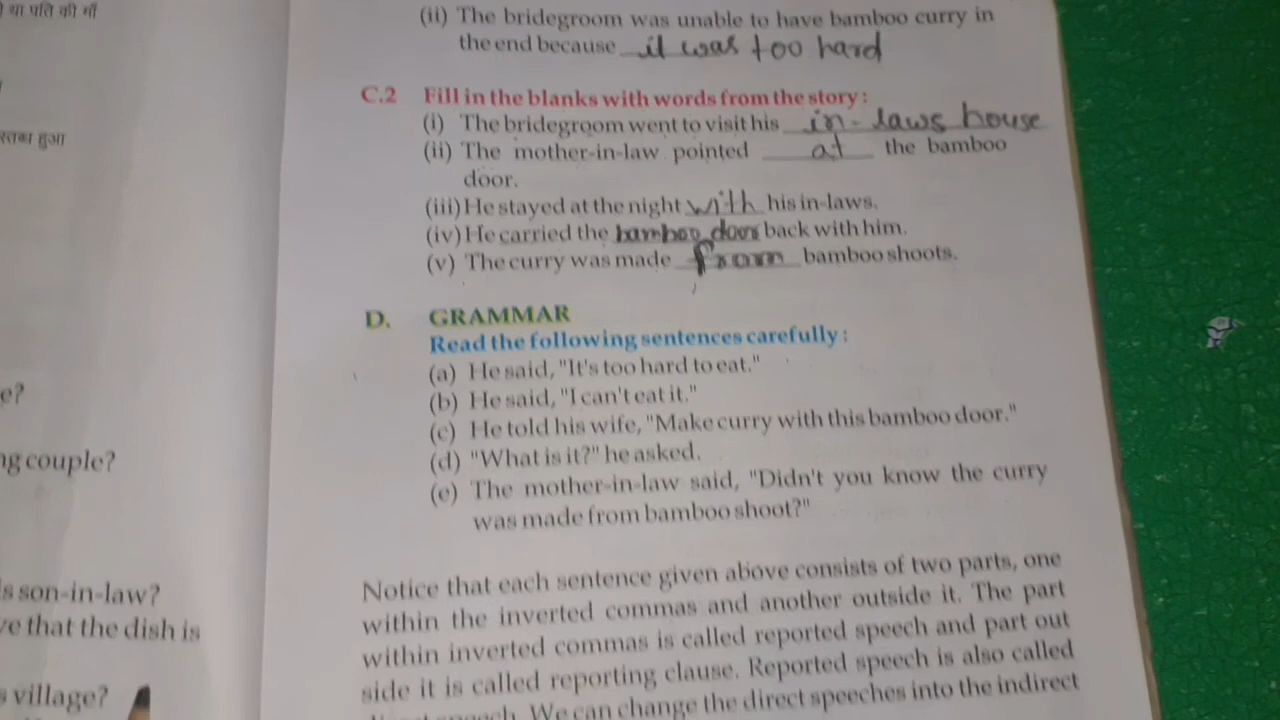 या पति की माँ
स्तका हुआ
e?
ng couple?
s son-in-law?
ve that the dish is
s village?
(ii) The bridegroom was unable to have bamboo curry in
the end because it was too hard
C.2 Fill in the blanks with words from the story:
(i) The bridegroom went to visit his in-laws house
(ii) The mother-in-law pointed at the bamboo
door.
(iii) He stayed at the night with his in-laws.
(iv) He carried the bamboo door back with him.
(v) The curry was made from bamboo shoots.
D. GRAMMAR
Read the following sentences carefully:
(a) He said, "It's too hard to eat."
(b) He said, "I can't eat it."
(c) He told his wife, "Make curry with this bamboo door."
(d) "What is it?" he asked.
(e) The mother-in-law said, "Didn't you know the curry
was made from bamboo shoot?"
Notice that each sentence given above consists of two parts, one
within the inverted commas and another outside it. The part
within inverted commas is called reported speech and part out
side it is called reporting clause. Reported speech is also called
direct speech. We can change the direct speeches into the indirect